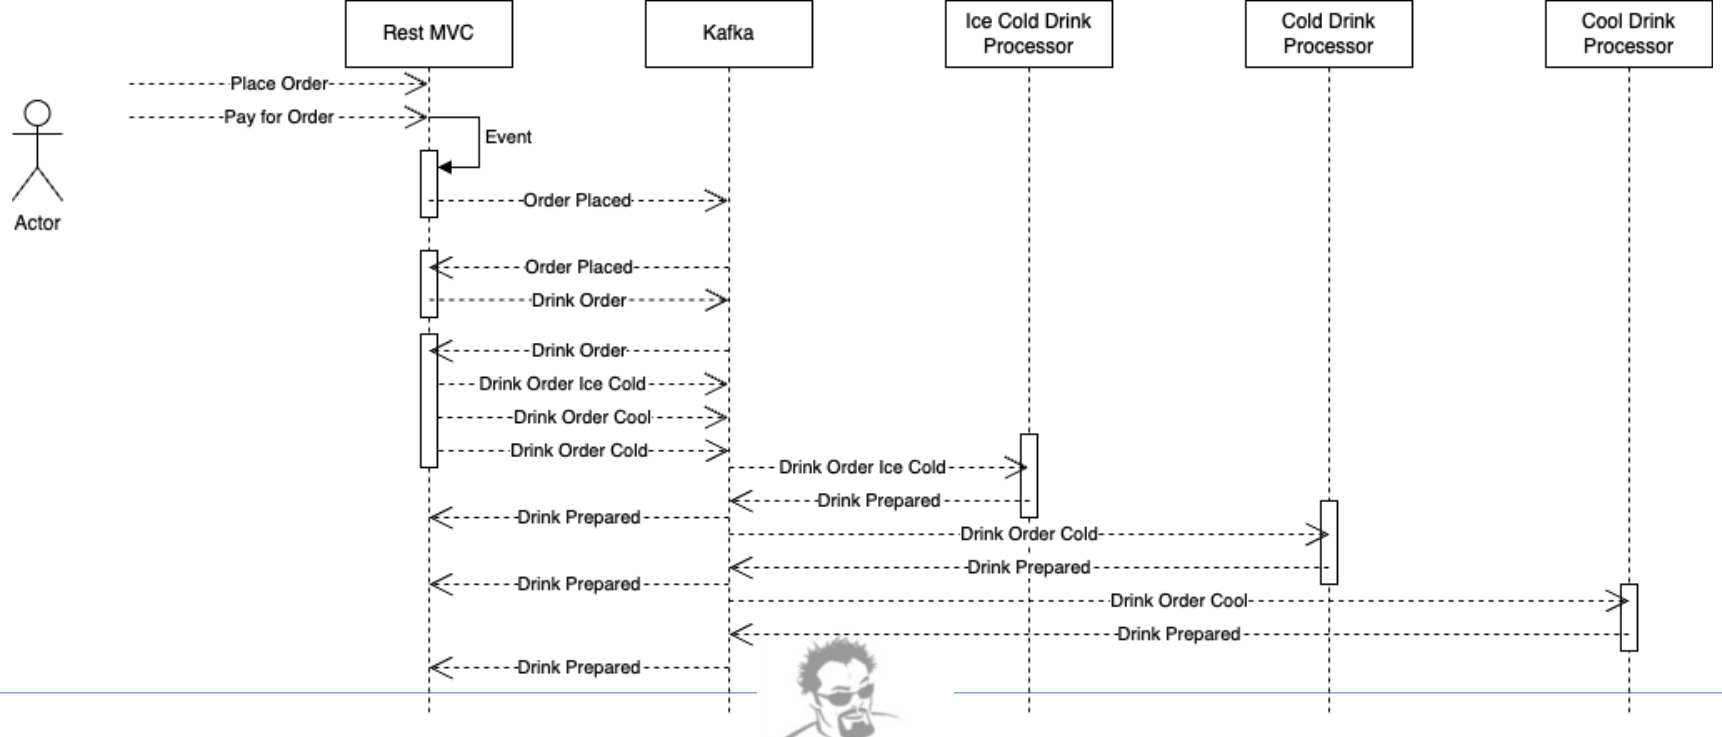 Rest MVC
Kafka
Ice Cold Drink
Processor
Cold Drink
Processor
Cool Drink
Processor
Place Order
Pay for Order
Event
Actor
Order Placed
Order Placed
Drink Order
Drink Order
Drink Order Ice Cold
Drink Order Cool
Drink Order Cold
Drink Order Ice Cold
Drink Prepared
Drink Prepared
Drink Order Cold
Drink Prepared
Drink Prepared
Drink Order Cool
Drink Prepared
Drink Prepared